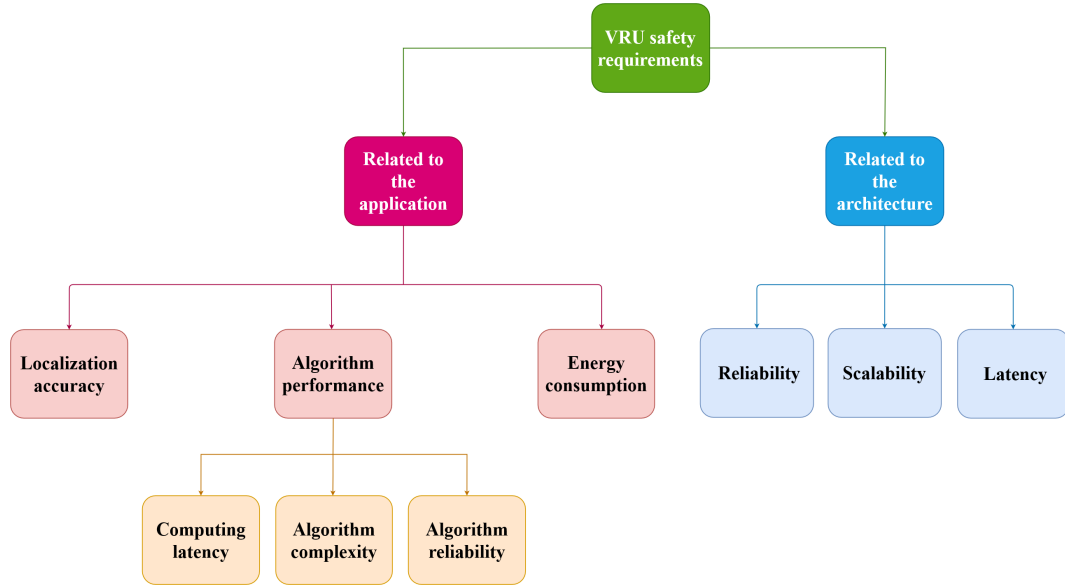 VRU safety
requirements
Related to
the
application
Related to
the
architecture
Localization
accuracy
Algorithm
performance
Energy
consumption
Reliability
Scalability
Latency
Computing
latency
Algorithm
complexity
Algorithm
reliability